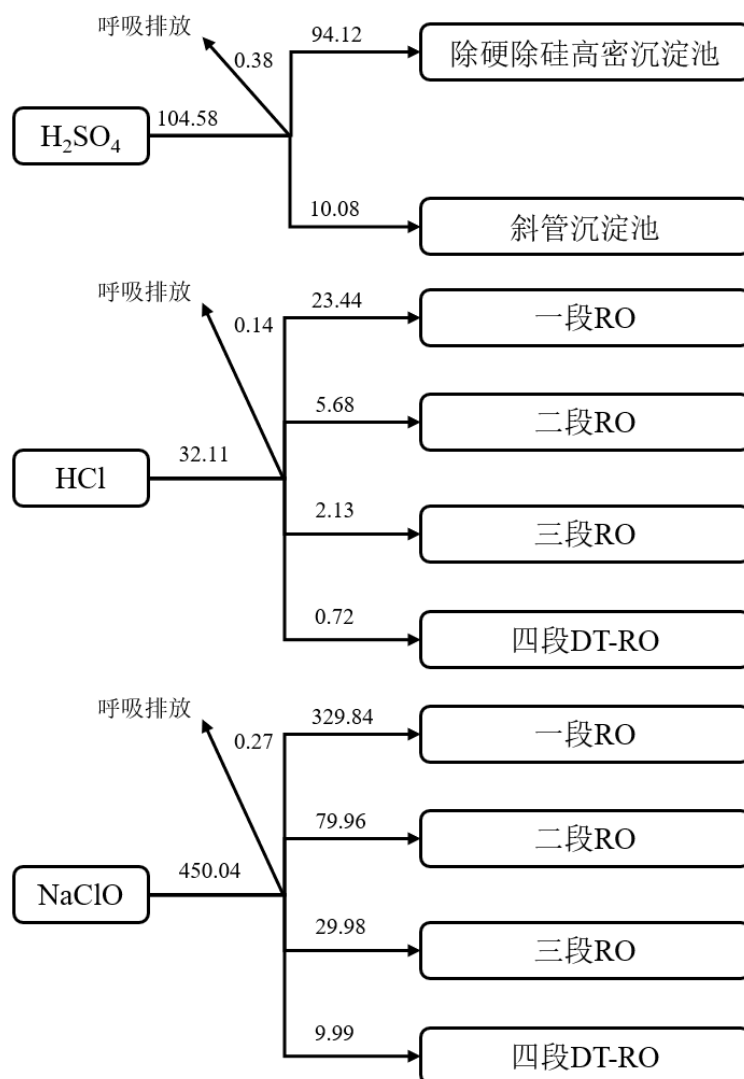 呼吸排放
0.38
94.12
除硬除硅高密沉淀池
H₂SO₄
104.58
10.08
斜管沉淀池
呼吸排放
0.14
23.44
一段RO
5.68
二段RO
HCl
32.11
2.13
三段RO
0.72
四段DT-RO
呼吸排放
0.27
329.84
一段RO
79.96
二段RO
NaClO
450.04
29.98
三段RO
9.99
四段DT-RO